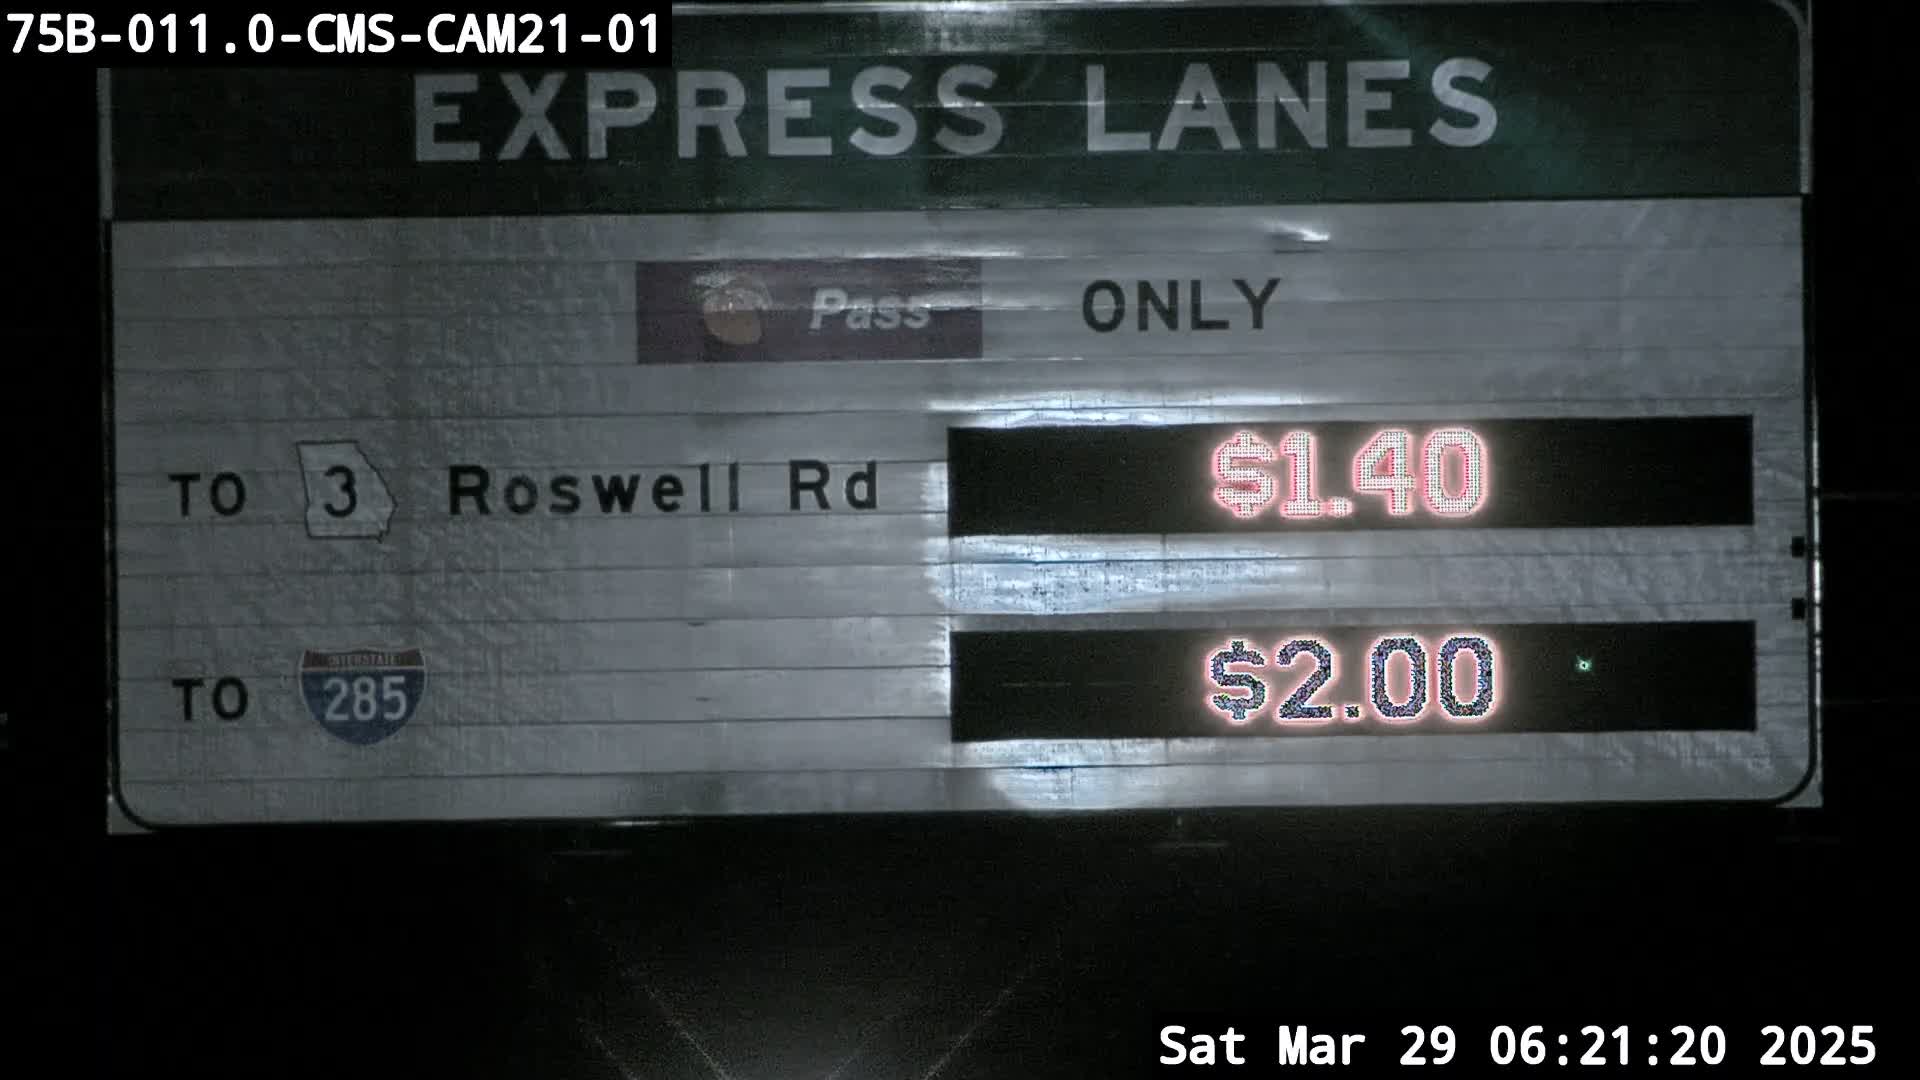 75B-011.0-CMS-CAM21-01
EXPRESS LANES
Pass ONLY
TO 3 Roswell Rd $1.40
INTERSTATE
TO 285 $2.00
Sat Mar 29 06:21:20 2025